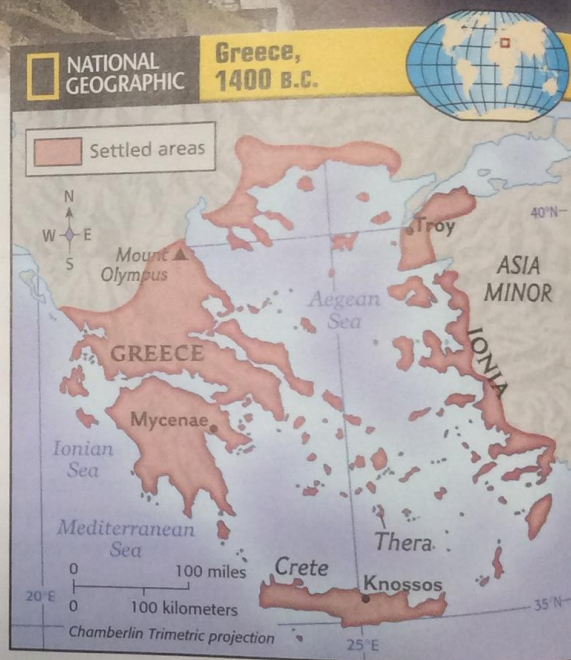 NATIONAL
GEOGRAPHIC
Greece,
1400 B.C.
Settled areas
N
W E
S
40°N
Troy
Mount
Olympus
ASIA
MINOR
Aegean
Sea
GREECE
IONIA
Mycenae
Ionian
Sea
Mediterranean
Sea
Thera
Crete
Knossos
0 100 miles
0 100 kilometers
20°E
35°N
Chamberlin Trimetric projection
25°E